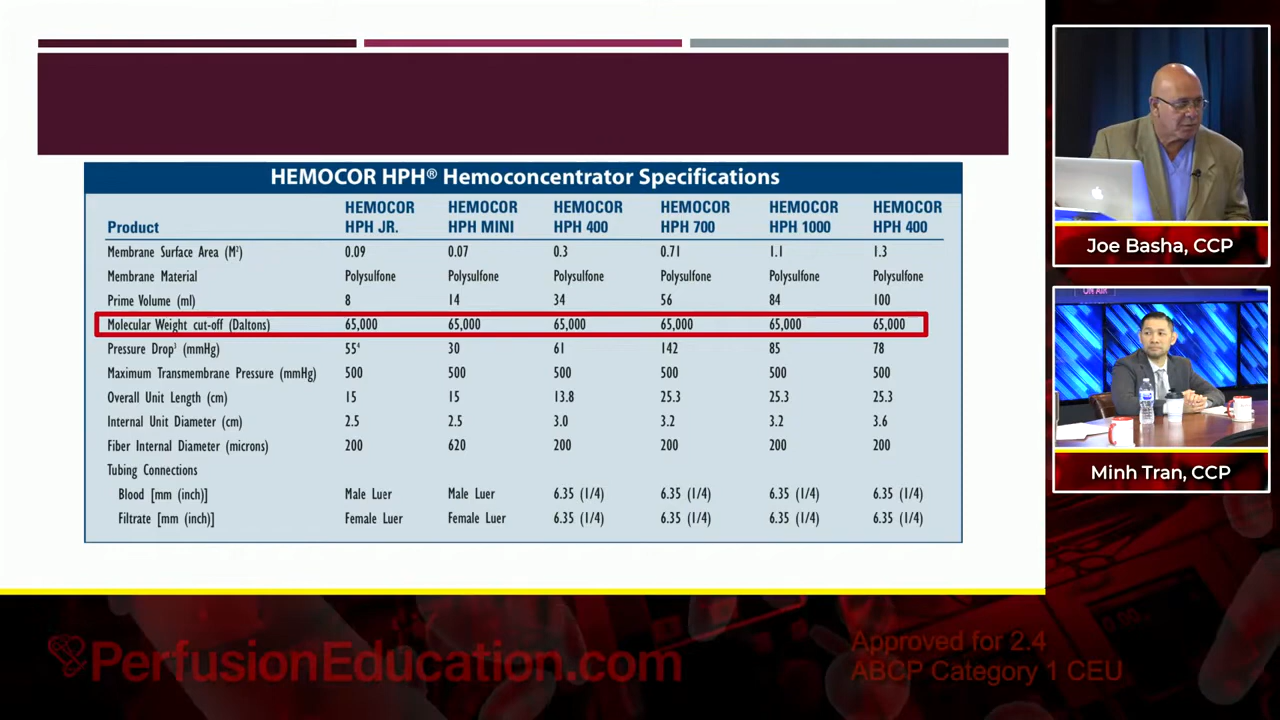 HEMOCOR HPH® Hemoconcentrator Specifications
Product HEMOCOR HPH JR. HEMOCOR HPH MINI HEMOCOR HPH 400 HEMOCOR HPH 700 HEMOCOR HPH 1000 HEMOCOR HPH 400
Membrane Surface Area (M²) 0.09 0.07 0.3 0.71 1.1 1.3
Membrane Material Polysulfone Polysulfone Polysulfone Polysulfone Polysulfone Polysulfone
Prime Volume (ml) 8 14 34 56 84 100
Molecular Weight cut-off (Daltons) 65,000 65,000 65,000 65,000 65,000 65,000
Pressure Drop³ (mmHg) 55⁴ 30 61 142 85 78
Maximum Transmembrane Pressure (mmHg) 500 500 500 500 500 500
Overall Unit Length (cm) 15 15 13.8 25.3 25.3 25.3
Internal Unit Diameter (cm) 2.5 2.5 3.0 3.2 3.2 3.6
Fiber Internal Diameter (microns) 200 620 200 200 200 200
Tubing Connections
Blood [mm (inch)] Male Luer Male Luer 6.35 (1/4) 6.35 (1/4) 6.35 (1/4) 6.35 (1/4)
Filtrate [mm (inch)] Female Luer Female Luer 6.35 (1/4) 6.35 (1/4) 6.35 (1/4) 6.35 (1/4)
Joe Basha, CCP
ON AIR
Minh Tran, CCP
PerfusionEducation.com
Approved for 2.4
ABCP Category 1 CEU